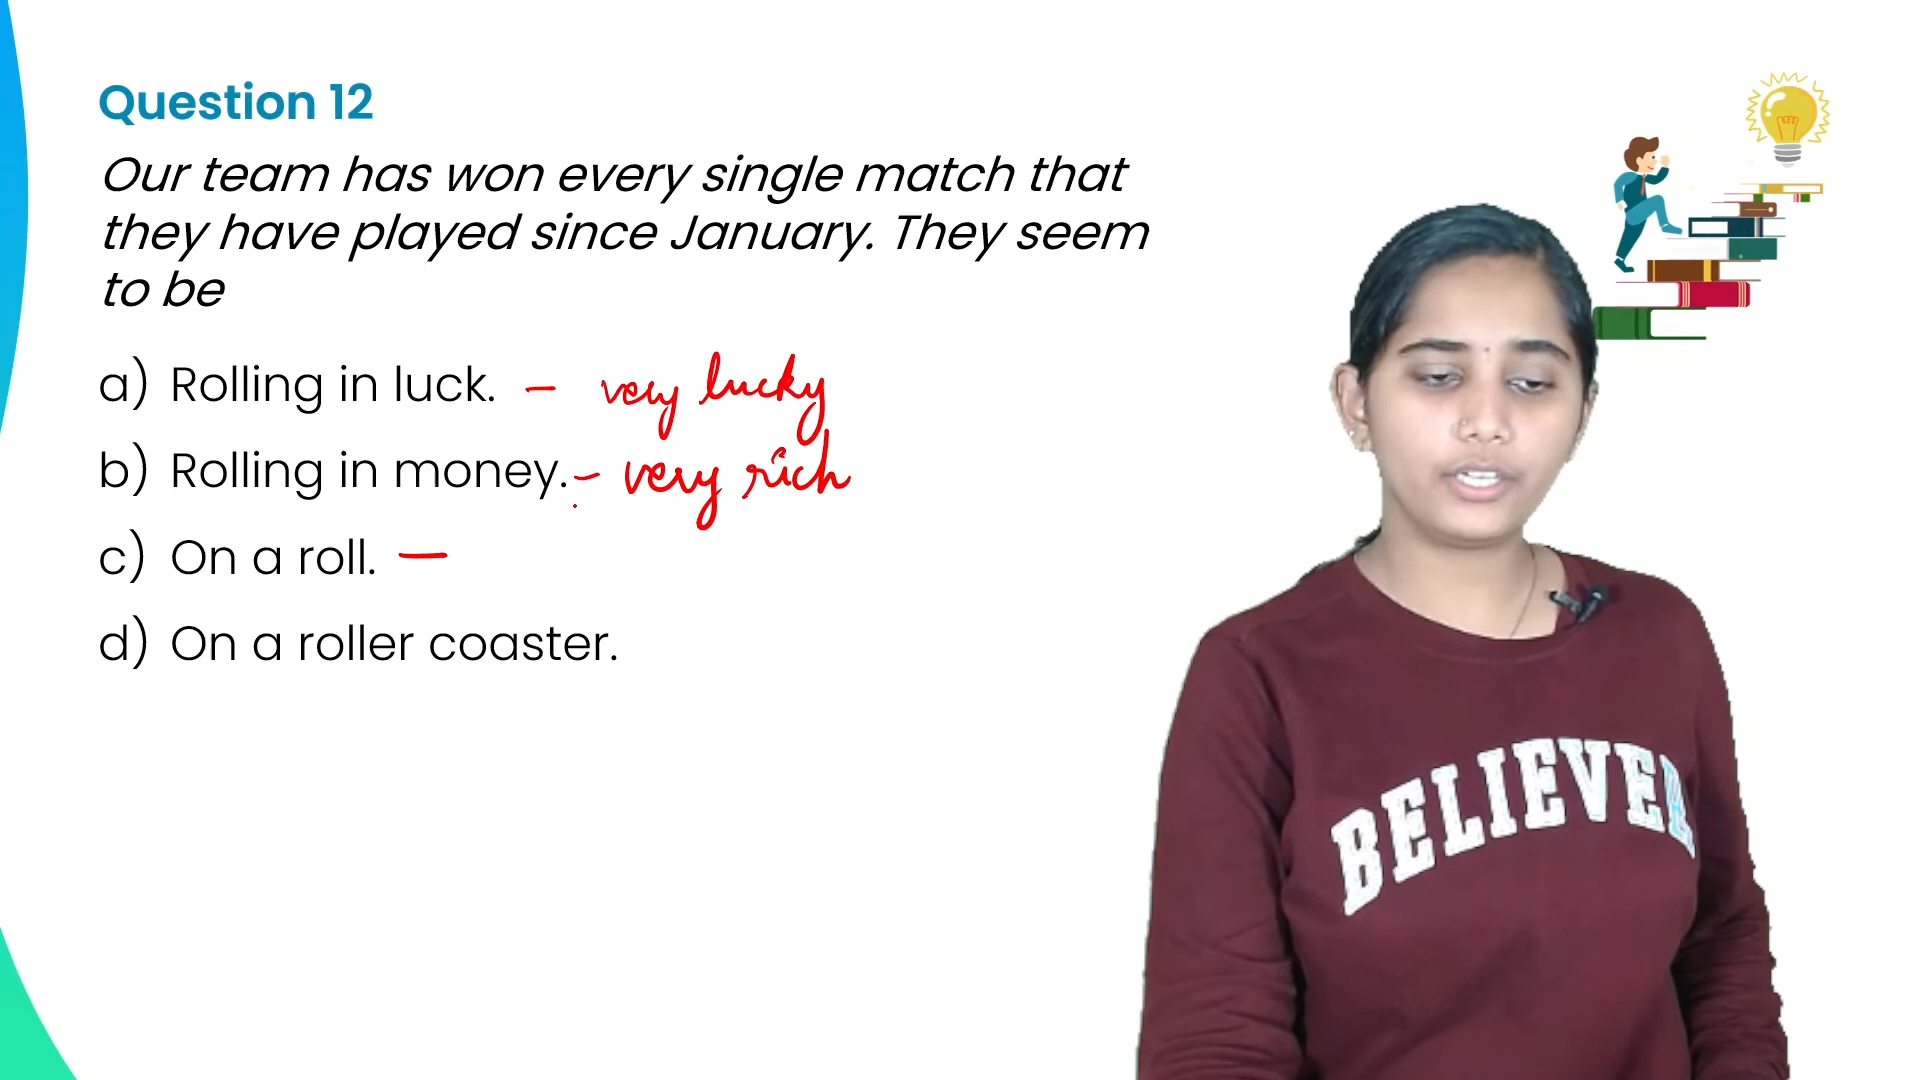 Question 12
Our team has won every single match that
they have played since January. They seem
to be
a) Rolling in luck. – very lucky
b) Rolling in money. – very rich
c) On a roll. –
d) On a roller coaster.
BELIEVER